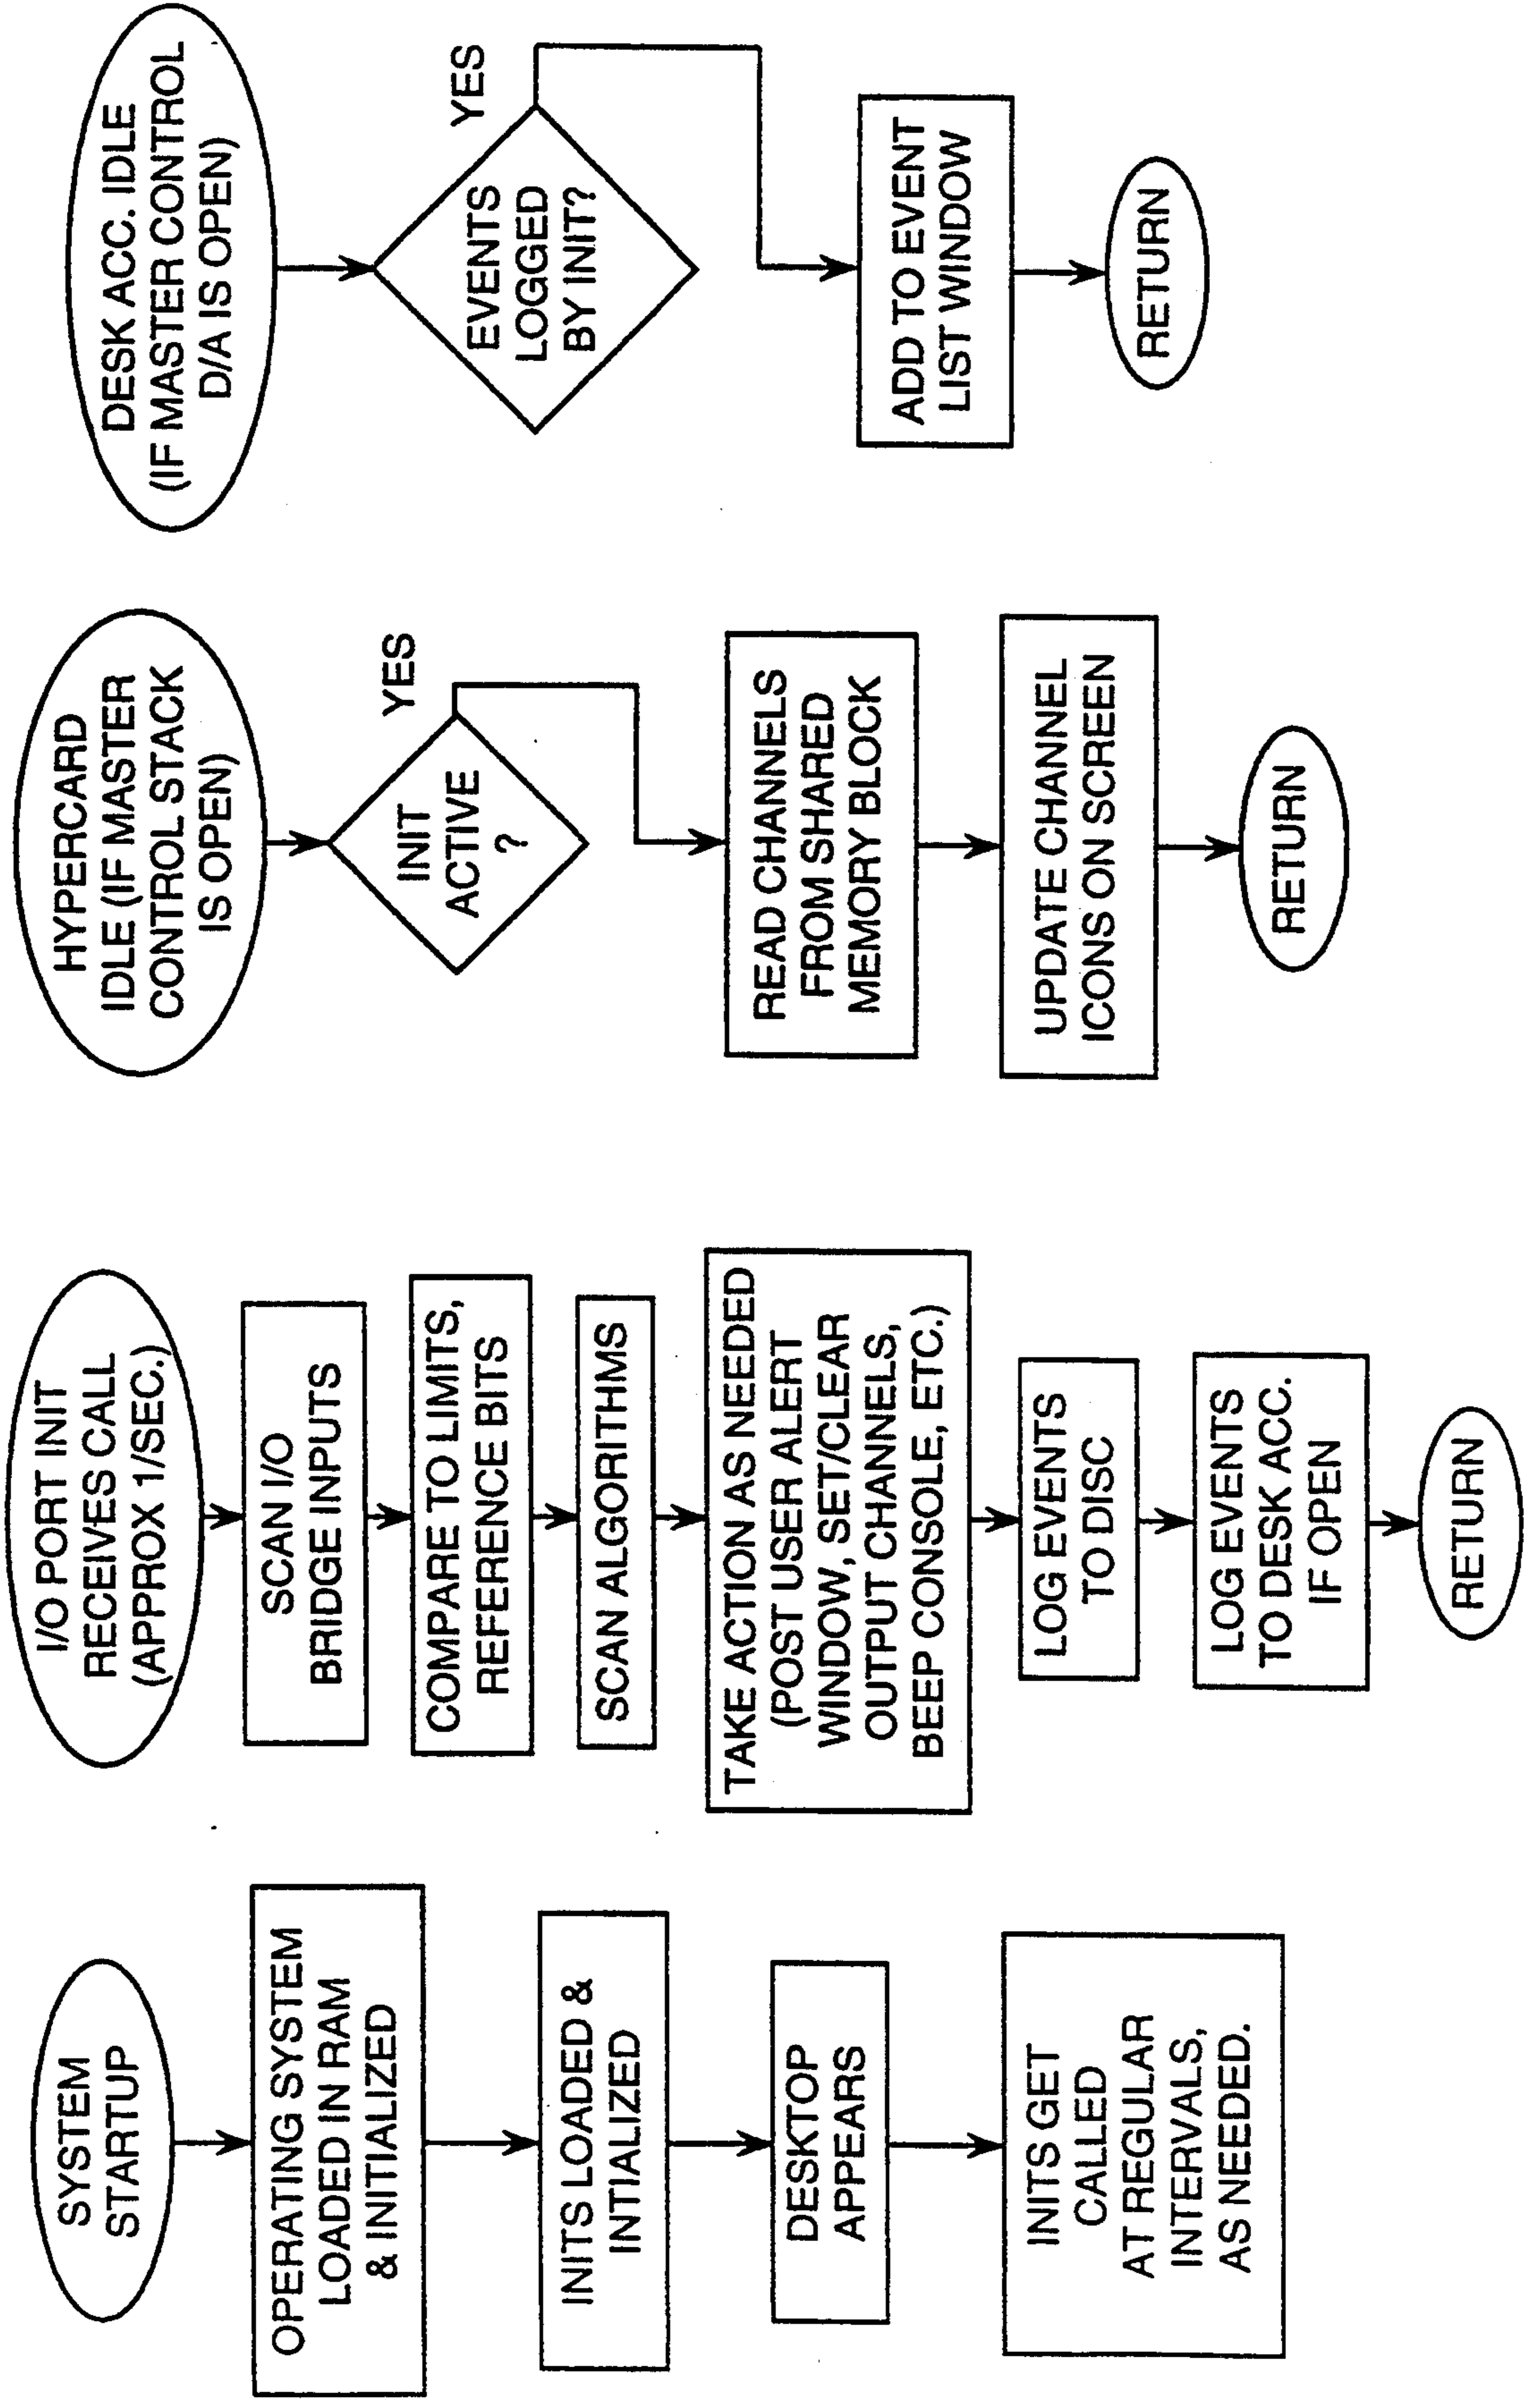 SYSTEM
STARTUP
OPERATING SYSTEM
LOADED IN RAM
& INITIALIZED
INITS LOADED &
INTIALIZED
DESKTOP
APPEARS
INITS GET
CALLED
AT REGULAR
INTERVALS,
AS NEEDED.
I/O PORT INIT
RECEIVES CALL
(APPROX 1/SEC.)
SCAN I/O
BRIDGE INPUTS
COMPARE TO LIMITS,
REFERENCE BITS
SCAN ALGORITHMS
TAKE ACTION AS NEEDED
(POST USER ALERT
WINDOW, SET/CLEAR
OUTPUT CHANNELS,
BEEP CONSOLE, ETC.)
LOG EVENTS
TO DISC
LOG EVENTS
TO DESK ACC.
IF OPEN
RETURN
HYPERCARD
IDLE (IF MASTER
CONTROL STACK
IS OPEN)
INIT
ACTIVE
?
YES
READ CHANNELS
FROM SHARED
MEMORY BLOCK
UPDATE CHANNEL
ICONS ON SCREEN
RETURN
DESK ACC. IDLE
(IF MASTER CONTROL
D/A IS OPEN)
EVENTS
LOGGED
BY INIT?
YES
ADD TO EVENT
LIST WINDOW
RETURN